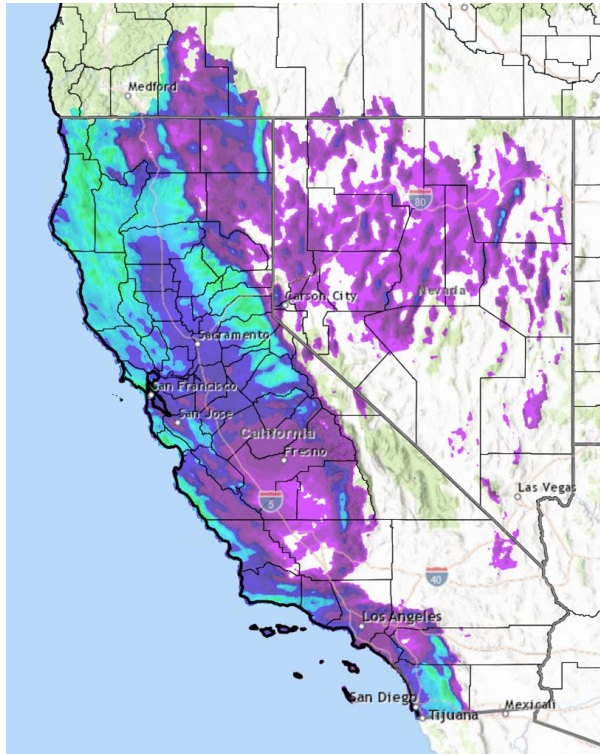 Medford
80
Nevada
Carson City
Sacramento
San Francisco
San Jose
California
Fresno
5
Las Vegas
40
Los Angeles
San Diego
Tijuana
Mexicali